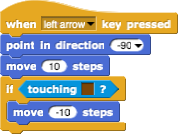 when left arrow key pressed
point in direction -90
move 10 steps
if touching ?
move -10 steps